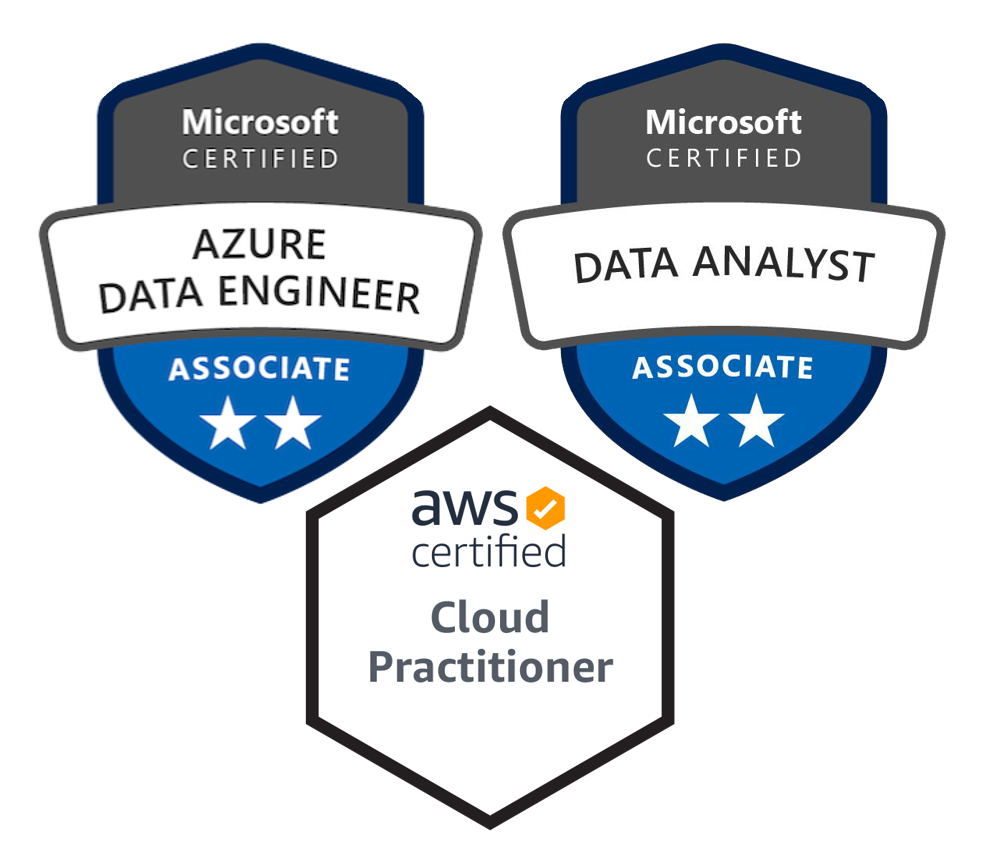 Microsoft
CERTIFIED
AZURE
DATA ENGINEER
ASSOCIATE
Microsoft
CERTIFIED
DATA ANALYST
ASSOCIATE
aws
certified
Cloud
Practitioner